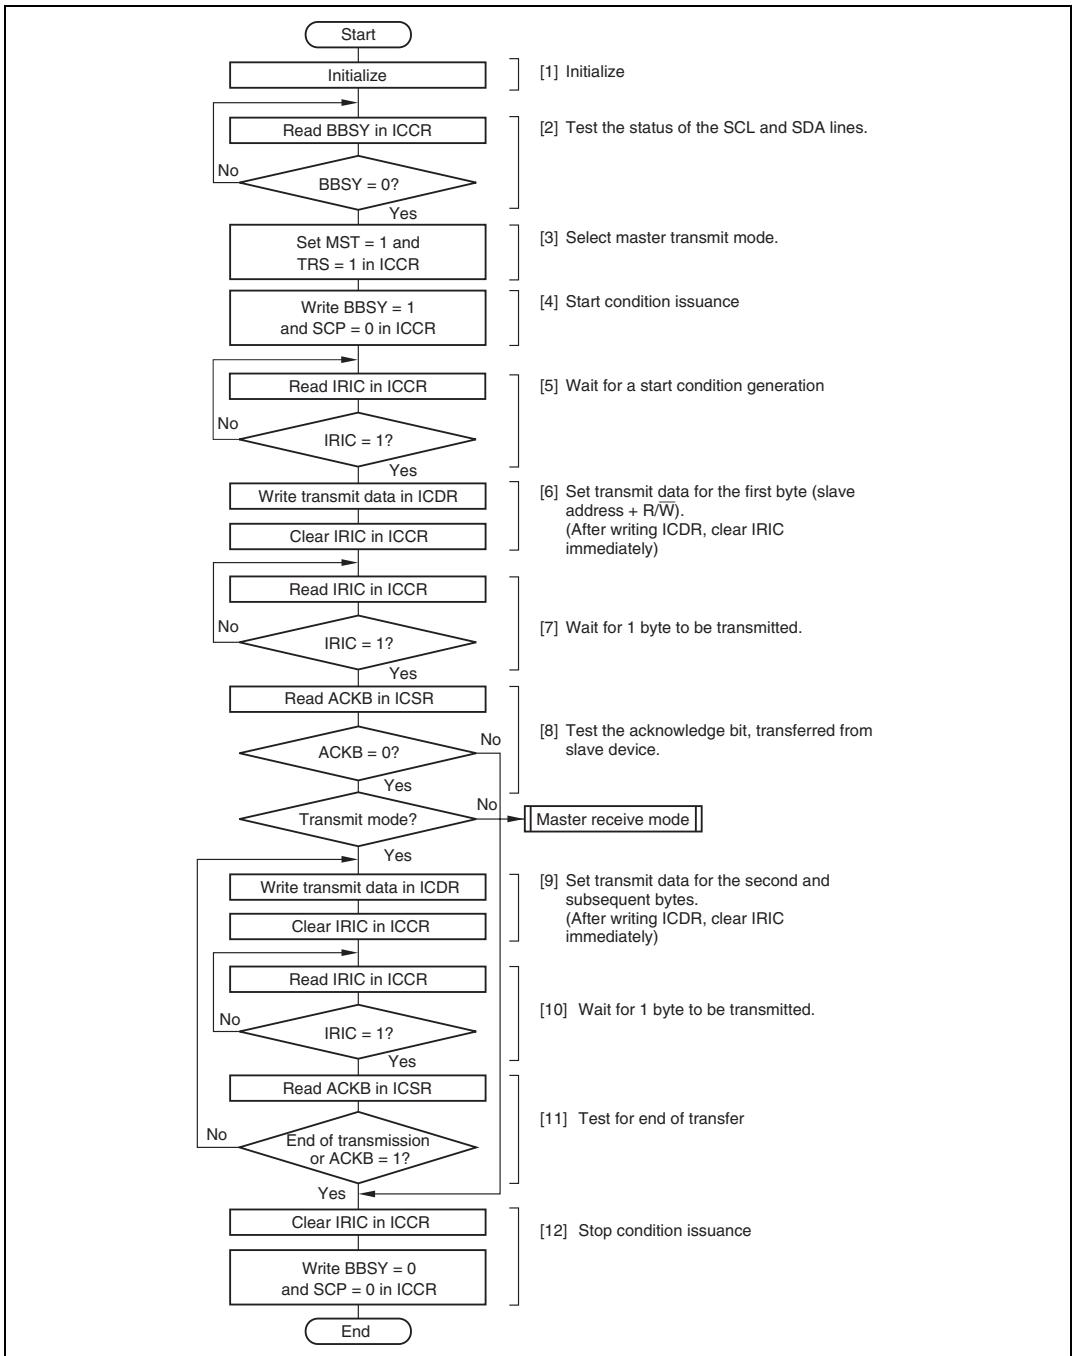 Start
Initialize
[1] Initialize
Read BBSY in ICCR
[2] Test the status of the SCL and SDA lines.
No
BBSY = 0?
Yes
Set MST = 1 and
TRS = 1 in ICCR
[3] Select master transmit mode.
Write BBSY = 1
and SCP = 0 in ICCR
[4] Start condition issuance
Read IRIC in ICCR
[5] Wait for a start condition generation
No
IRIC = 1?
Yes
Write transmit data in ICDR
Clear IRIC in ICCR
[6] Set transmit data for the first byte (slave
address + R/W̅).
(After writing ICDR, clear IRIC
immediately)
Read IRIC in ICCR
No
IRIC = 1?
[7] Wait for 1 byte to be transmitted.
Yes
Read ACKB in ICSR
[8] Test the acknowledge bit, transferred from
slave device.
No
ACKB = 0?
Yes
Transmit mode?
No
Master receive mode
Yes
Write transmit data in ICDR
Clear IRIC in ICCR
[9] Set transmit data for the second and
subsequent bytes.
(After writing ICDR, clear IRIC
immediately)
Read IRIC in ICCR
[10] Wait for 1 byte to be transmitted.
No
IRIC = 1?
Yes
Read ACKB in ICSR
[11] Test for end of transfer
No
End of transmission
or ACKB = 1?
Yes
Clear IRIC in ICCR
[12] Stop condition issuance
Write BBSY = 0
and SCP = 0 in ICCR
End